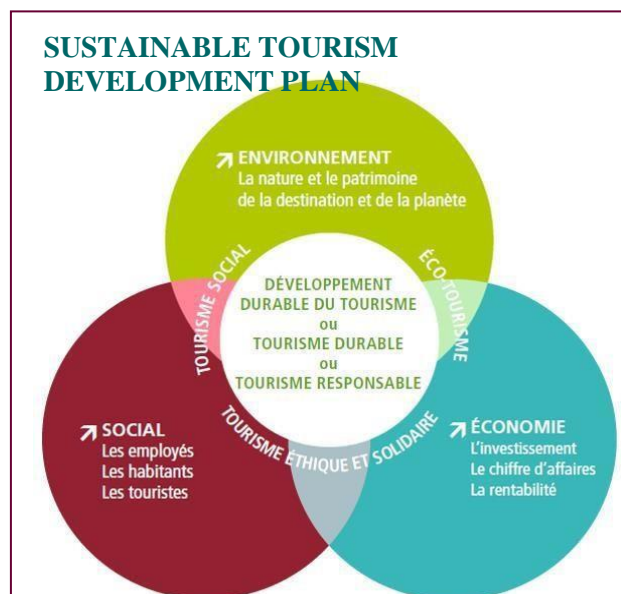 SUSTAINABLE TOURISM
DEVELOPMENT PLAN
ENVIRONNEMENT
La nature et le patrimoine
de la destination et de la planète
TOURISME SOCIAL
ÉCO-TOURISME
DÉVELOPPEMENT
DURABLE DU TOURISME
ou
TOURISME DURABLE
ou
TOURISME RESPONSABLE
TOURISME ÉTHIQUE ET SOLIDAIRE
SOCIAL
Les employés
Les habitants
Les touristes
ÉCONOMIE
L'investissement
Le chiffre d'affaires
La rentabilité